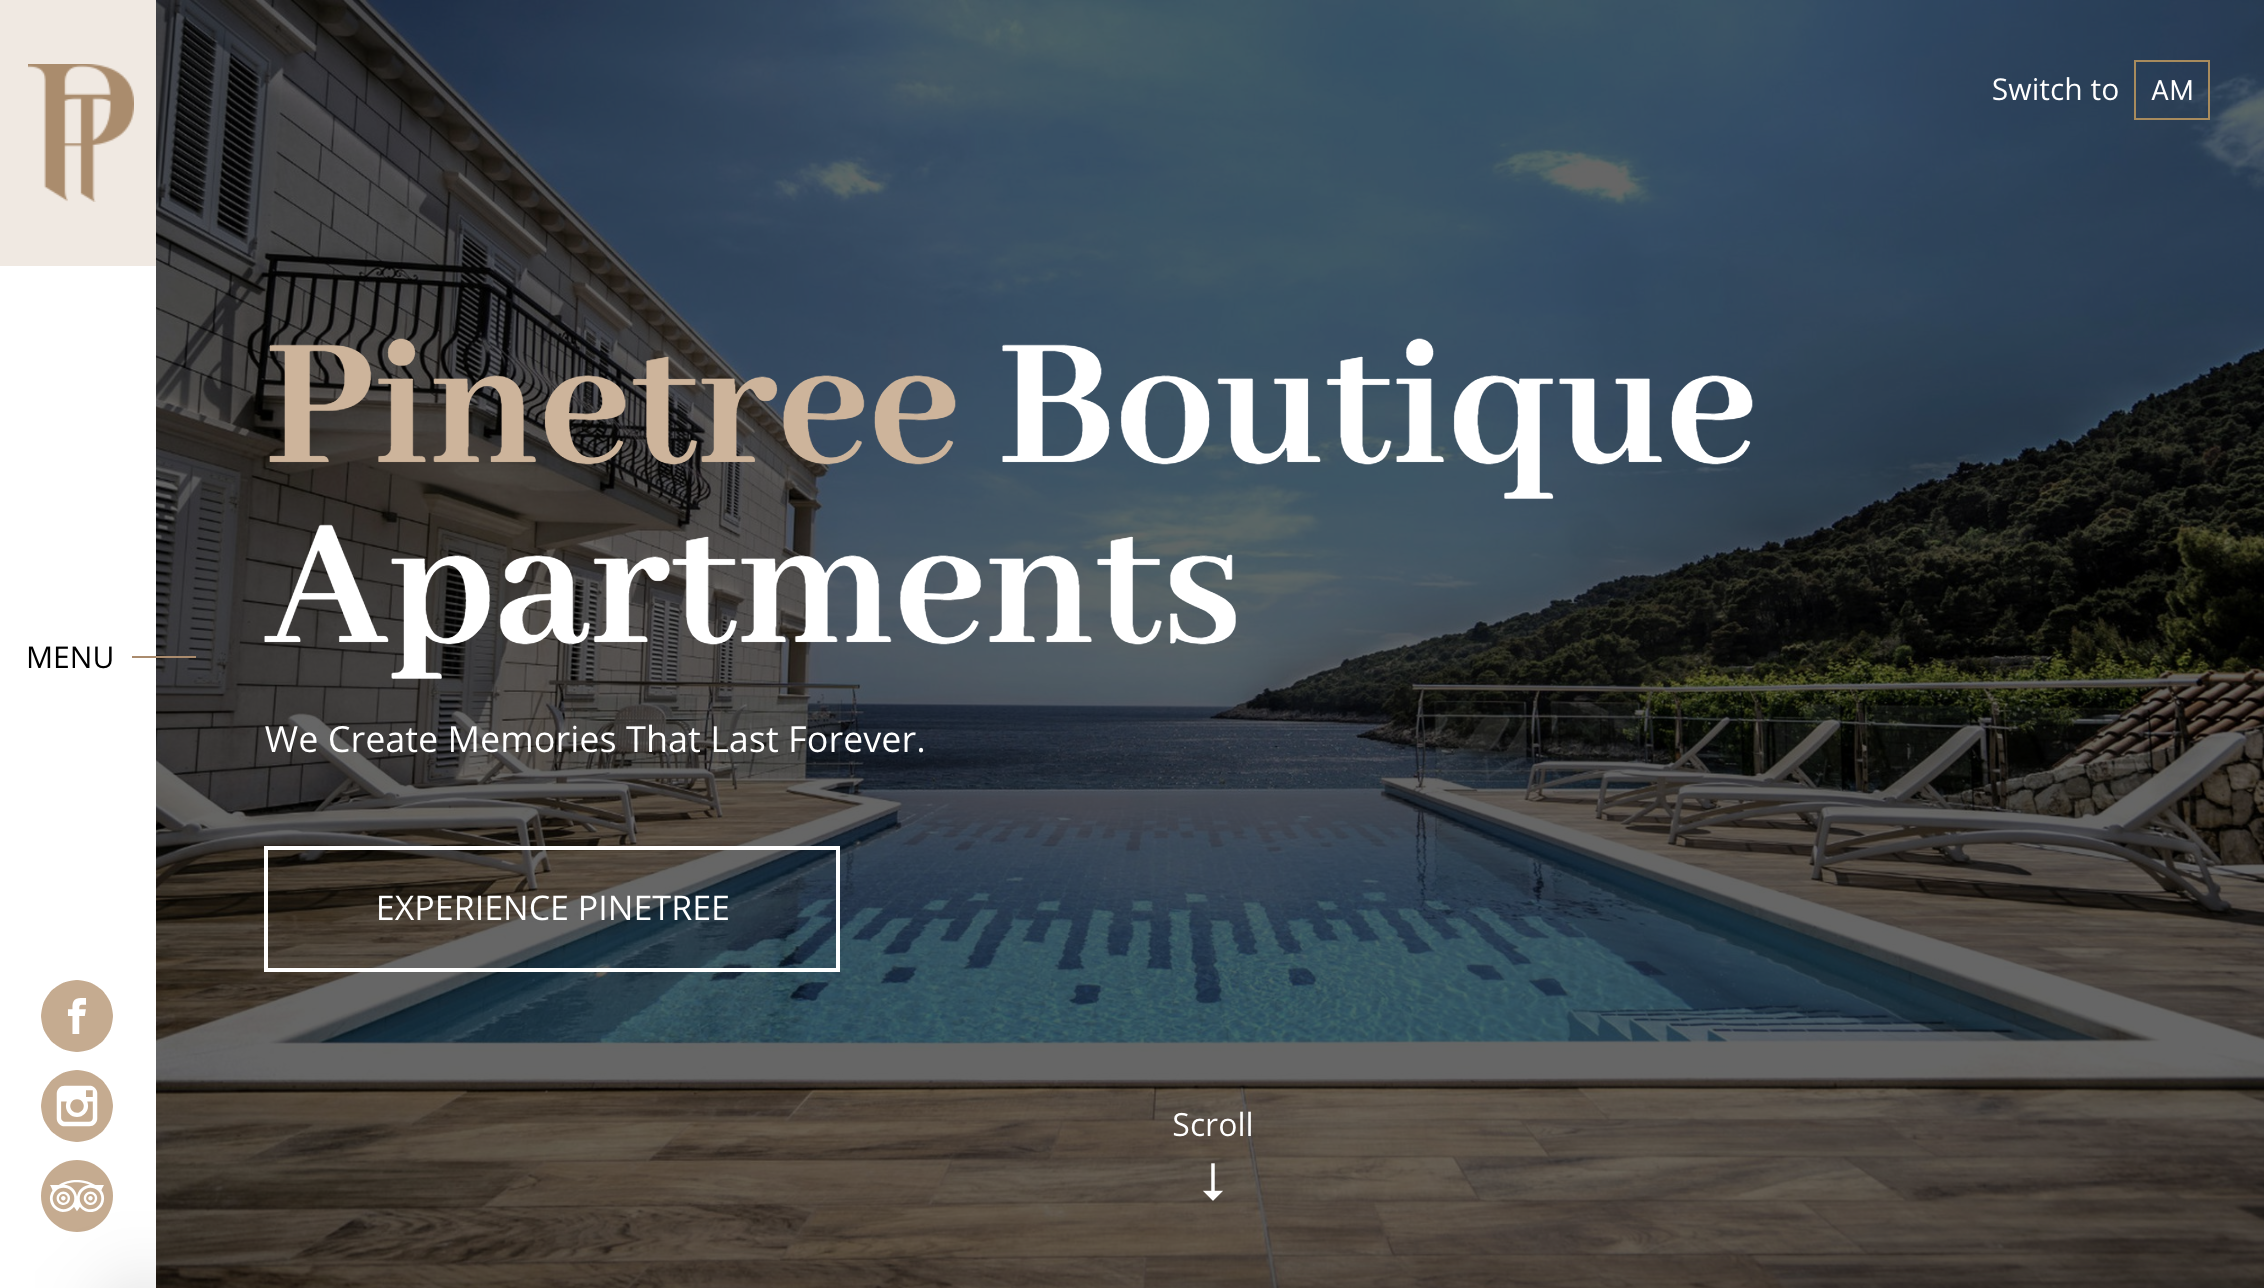 Switch to AM
Pinetree Boutique
Apartments
MENU
We Create Memories That Last Forever.
EXPERIENCE PINETREE
Scroll